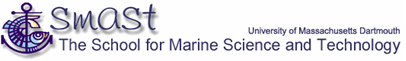 SmaSt
University of Massachusetts Dartmouth
The School for Marine Science and Technology